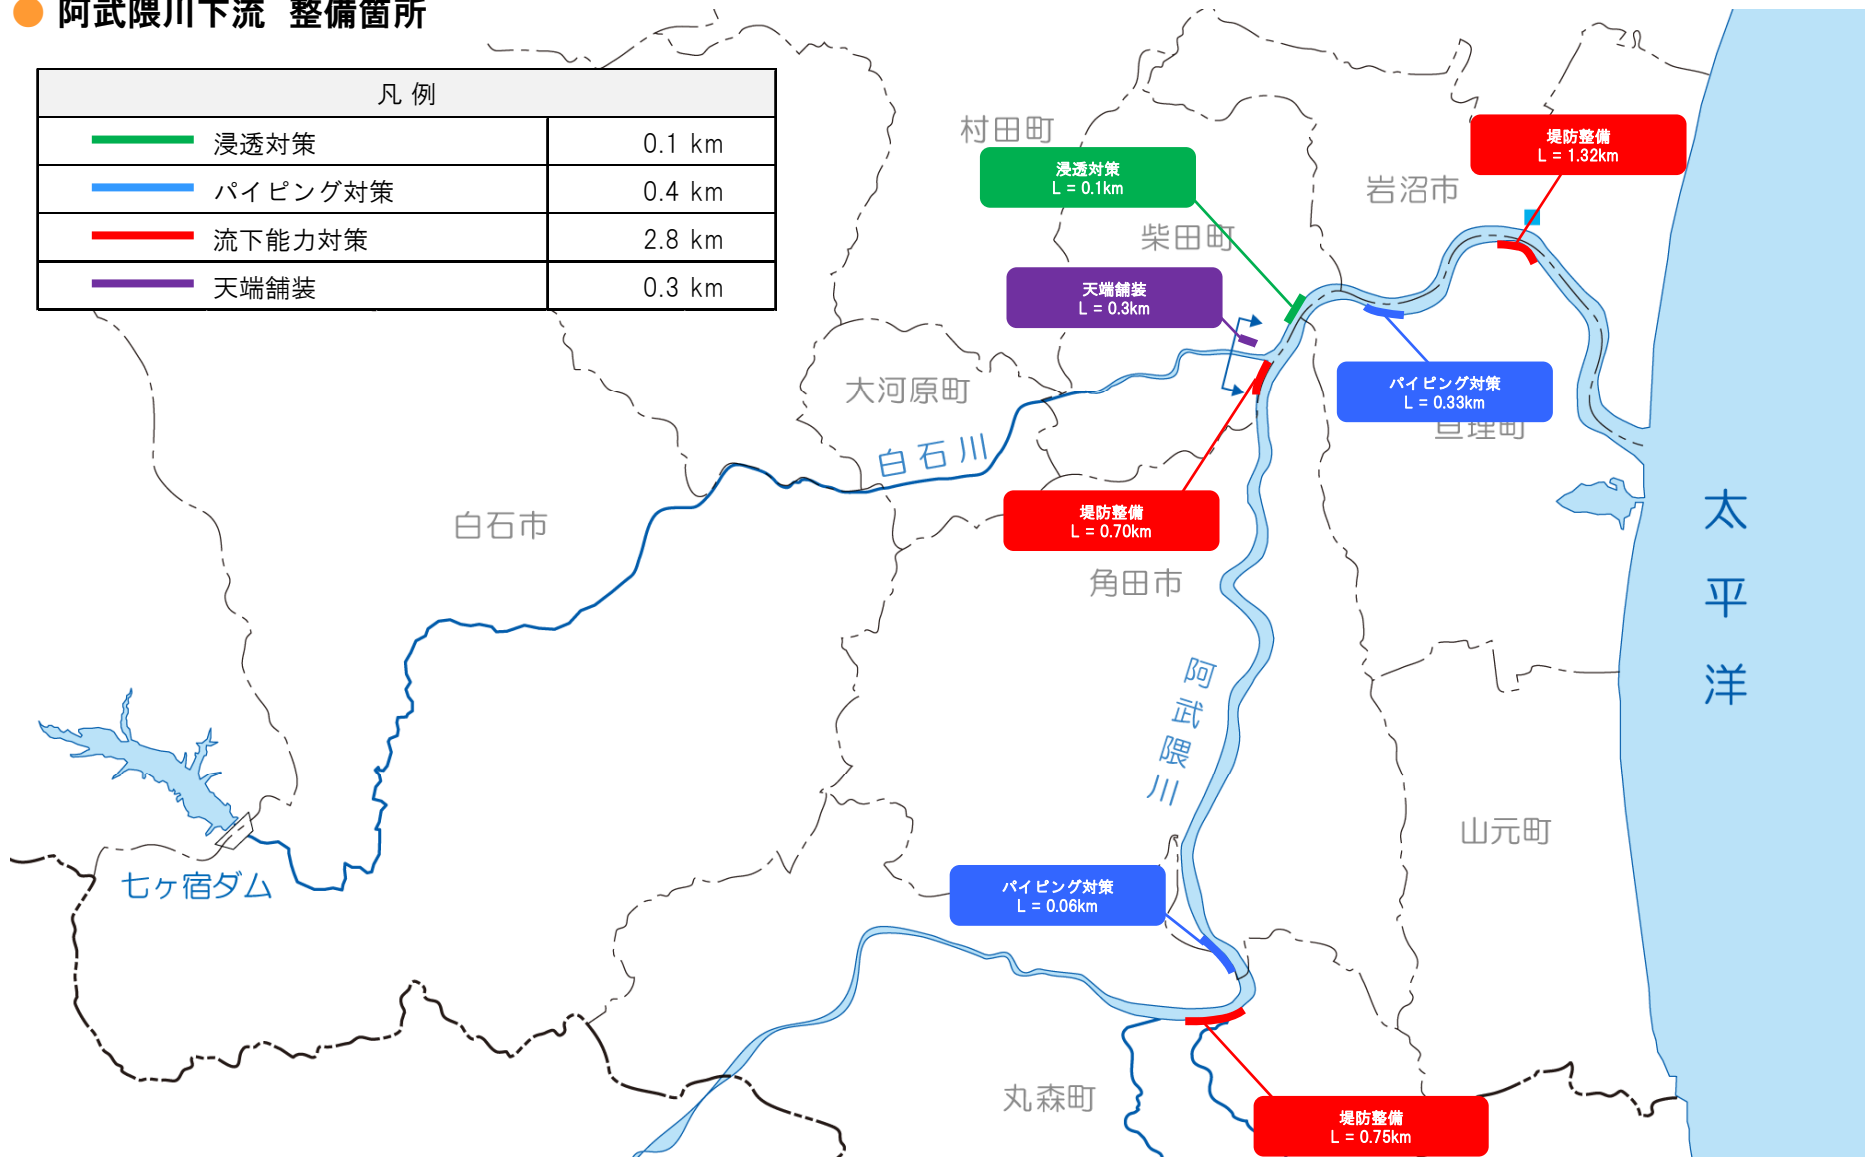 阿武隈川下流 整備箇所
凡 例
浸透対策 0.1 km
パイピング対策 0.4 km
流下能力対策 2.8 km
天端舗装 0.3 km
村田町
浸透対策
L = 0.1km
堤防整備
L = 1.32km
岩沼市
柴田町
天端舗装
L = 0.3km
大河原町
パイピング対策
L = 0.33km
亘理町
白石川
堤防整備
L = 0.70km
白石市
角田市
太平洋
阿武隈川
山元町
七ヶ宿ダム
パイピング対策
L = 0.06km
丸森町
堤防整備
L = 0.75km